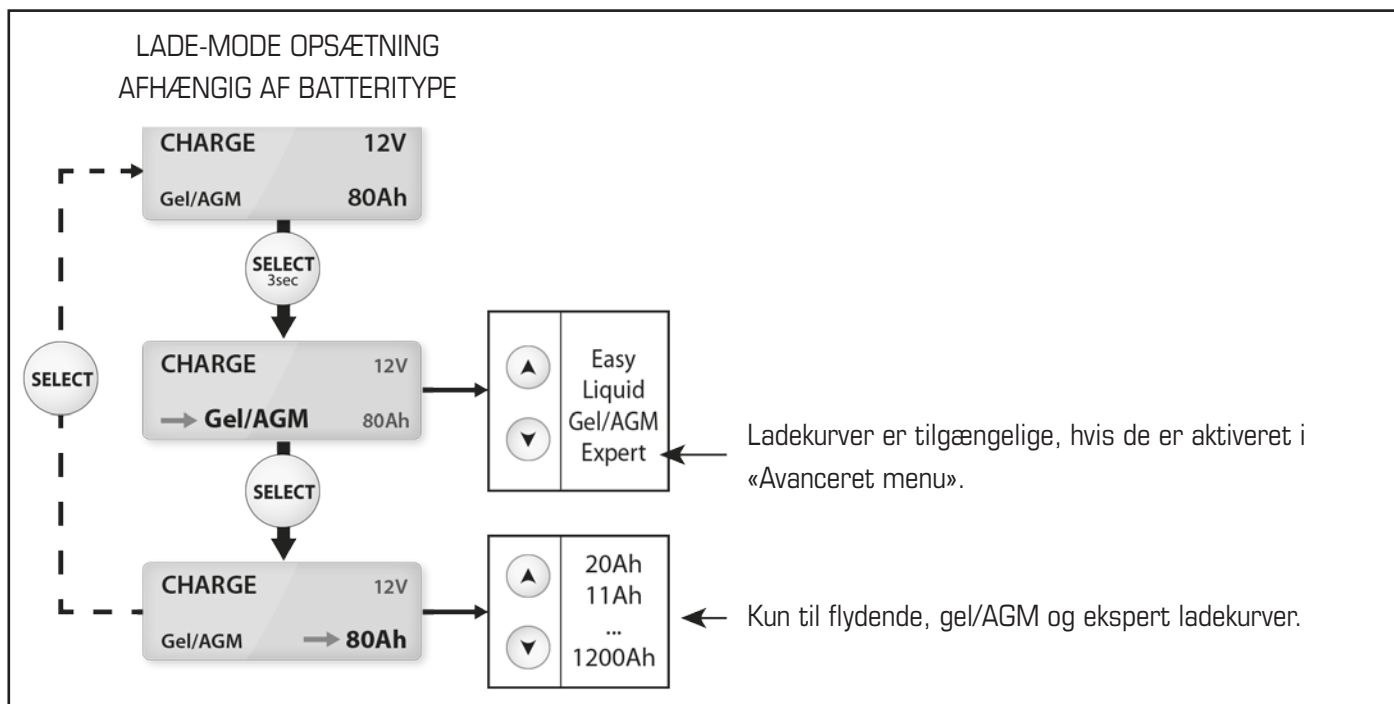 LADE-MODE OPSÆTNING
AFHÆNGIG AF BATTERITYPE
CHARGE 12V
Gel/AGM 80Ah
SELECT
3sec
SELECT
CHARGE 12V
Gel/AGM 80Ah
Easy
Liquid
Gel/AGM
Expert
Ladekurver er tilgængelige, hvis de er aktiveret i
«Avanceret menu».
SELECT
CHARGE 12V
Gel/AGM 80Ah
20Ah
11Ah
...
1200Ah
Kun til flydende, gel/AGM og ekspert ladekurver.